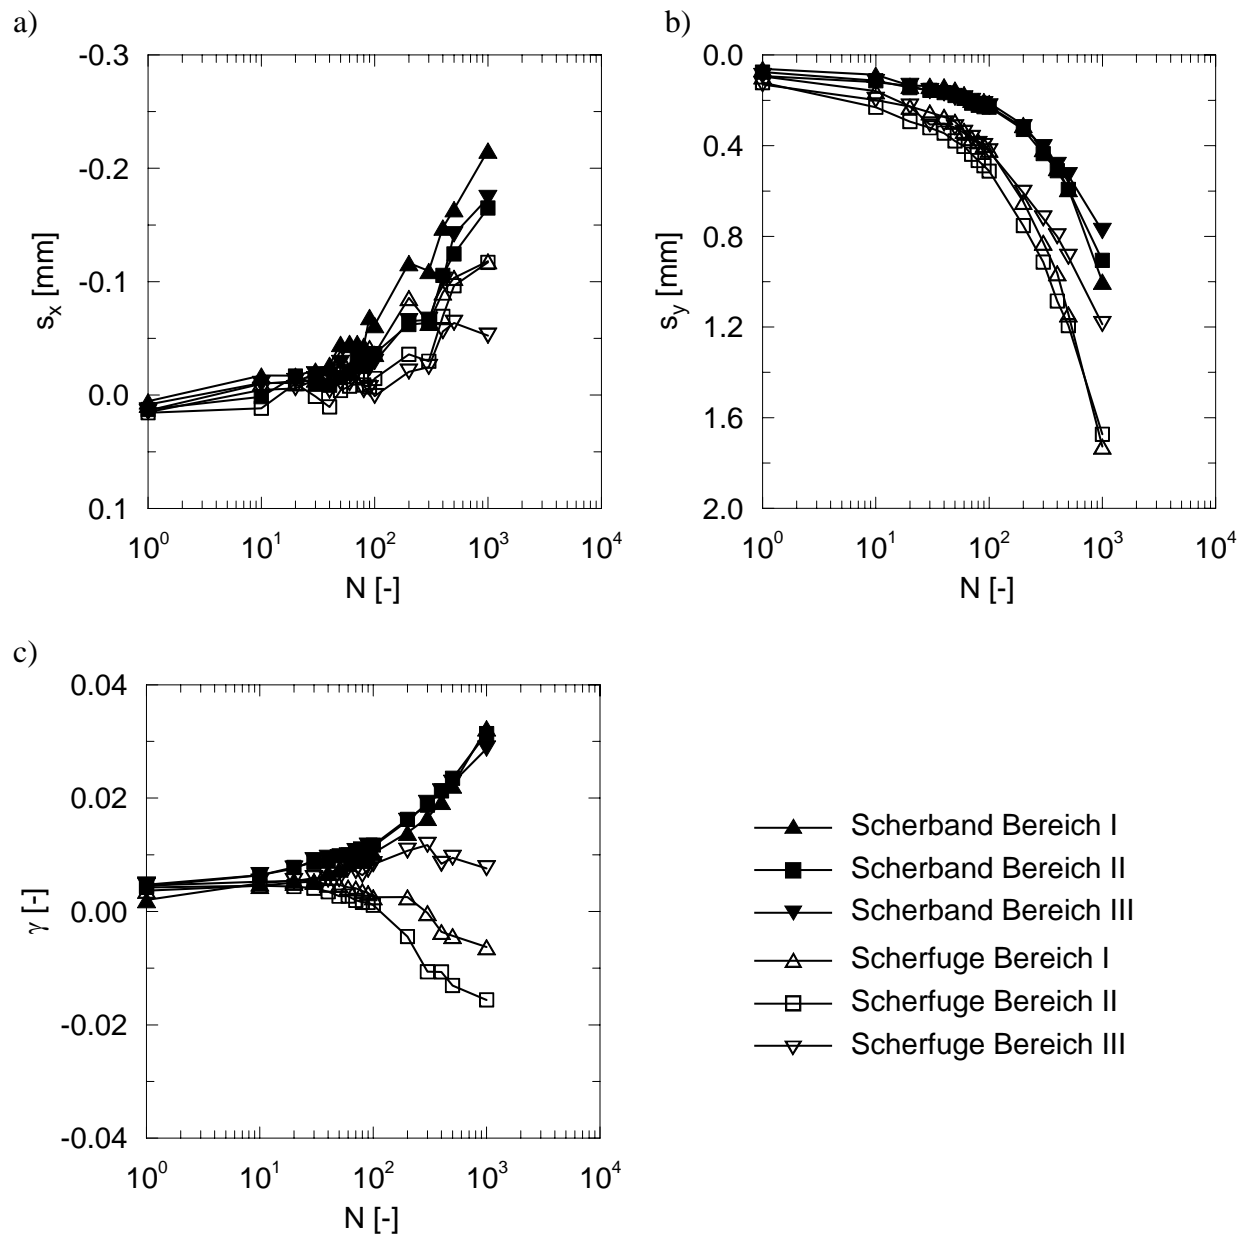 a)
-0.3
-0.2
-0.1
0.0
0.1
s_x [mm]
10^0 10^1 10^2 10^3 10^4
N [-]
b)
0.0
0.4
0.8
1.2
1.6
2.0
s_y [mm]
10^0 10^1 10^2 10^3 10^4
N [-]
c)
0.04
0.02
0.00
-0.02
-0.04
γ [-]
10^0 10^1 10^2 10^3 10^4
N [-]
Scherband Bereich I
Scherband Bereich II
Scherband Bereich III
Scherfuge Bereich I
Scherfuge Bereich II
Scherfuge Bereich III